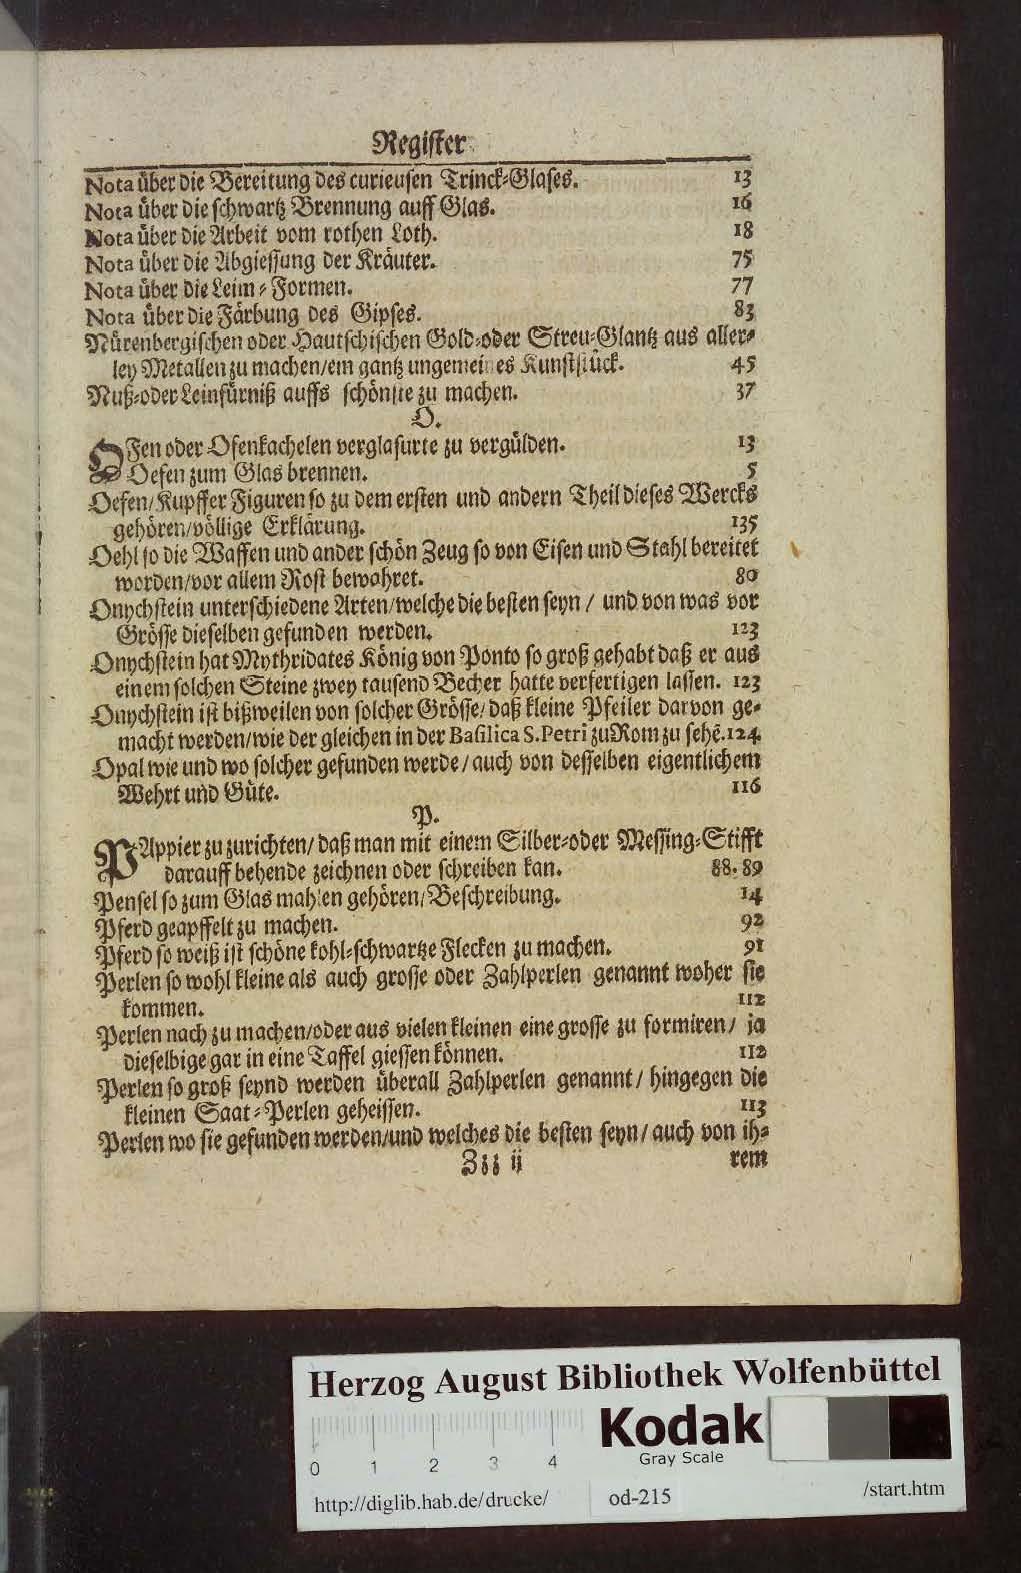 Register
Nota über die Bereitung des curieusen Trinck-Glases. 13
Nota über die schwartz Brennung auff Glas. 16
Nota über die Arbeit vom rothen Loth. 18
Nota über die Abgiessung der Kräuter. 75
Nota über die Leim-Formen. 77
Nota über die Färbung des Gipses. 83
Nürenbergischen oder Hautschischen Gold-oder Streu-Glantz aus aller-
ley Metallen zu machen/ein gantz ungemeines Kunststück. 45
Nuß-oder Leinfürniß auffs schönste zu machen. 37
O.
OFen oder Ofenkachelen verglasurte zu vergülden. 13
Oefen zum Glas brennen. 5
Oefen/Kupffer Figuren so zu dem ersten und andern Theil dieses Wercks
gehören/völlige Erklärung. 135
Oehl so die Waffen und ander schön Zeug so von Eisen und Stahl bereitet
worden/vor allem Rost bewahret. 80
Onychstein unterschiedene Arten/welche die besten seyn / und von was vor
Grösse dieselben gefunden werden. 123
Onychstein hat Mythridates König von Ponto so groß gehabt daß er aus
einem solchen Steine zwey tausend Becher hatte verfertigen lassen. 123
Onychstein ist bißweilen von solcher Grösse/ daß kleine Pfeiler darvon ge-
macht werden/wie der gleichen in der Basilica S. Petri zu Rom zu sehē. 124.
Opal wie und wo solcher gefunden werde/ auch von desselben eigentlichem
Wehrt und Güte. 116
P.
PAppier zu zurichten/ daß man mit einem Silber-oder Messing-Stifft
darauff behende zeichnen oder schreiben kan. 88. 89
Pensel so zum Glas mahlen gehören/Beschreibung. 14
Pferd geapffelt zu machen. 92
Pferd so weiß ist schöne kohl-schwartze Flecken zu machen. 91
Perlen so wohl kleine als auch grosse oder Zahlperlen genannt woher sie
kommen. 112
Perlen nach zu machen/oder aus vielen kleinen eine grosse zu formiren/ ja
dieselbige gar in eine Taffel giessen können. 112
Perlen so groß seynd werden überall Zahlperlen genannt/ hingegen die
kleinen Saat-Perlen geheissen. 113
Perlen wo sie gefunden werden/und welches die besten seyn/ auch von ih-
Zzz ij rem
Herzog August Bibliothek Wolfenbüttel
Kodak
Gray Scale
0 1 2 3 4
http://diglib.hab.de/drucke/ od-215 /start.htm